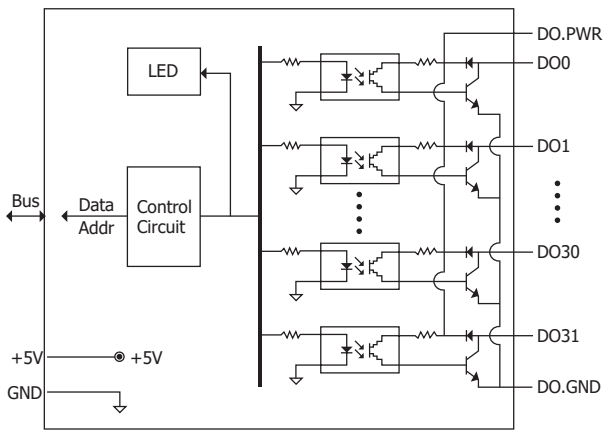 DO.PWR
LED
DO0
DO1
Bus
Data
Addr
Control
Circuit
DO30
DO31
+5V
+5V
GND
DO.GND